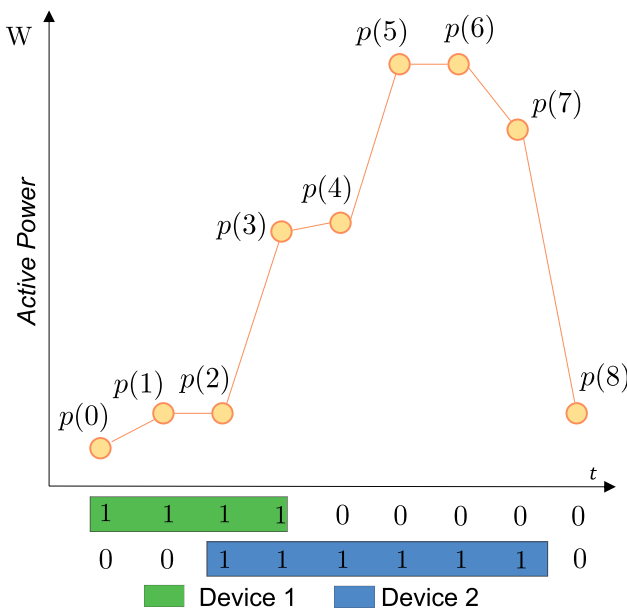 W
p(5) p(6)
p(7)
p(4)
p(3)
Active Power
p(1) p(2)
p(8)
p(0)
t
1 1 1 1 0 0 0 0 0
0 0 1 1 1 1 1 1 0
Device 1 Device 2